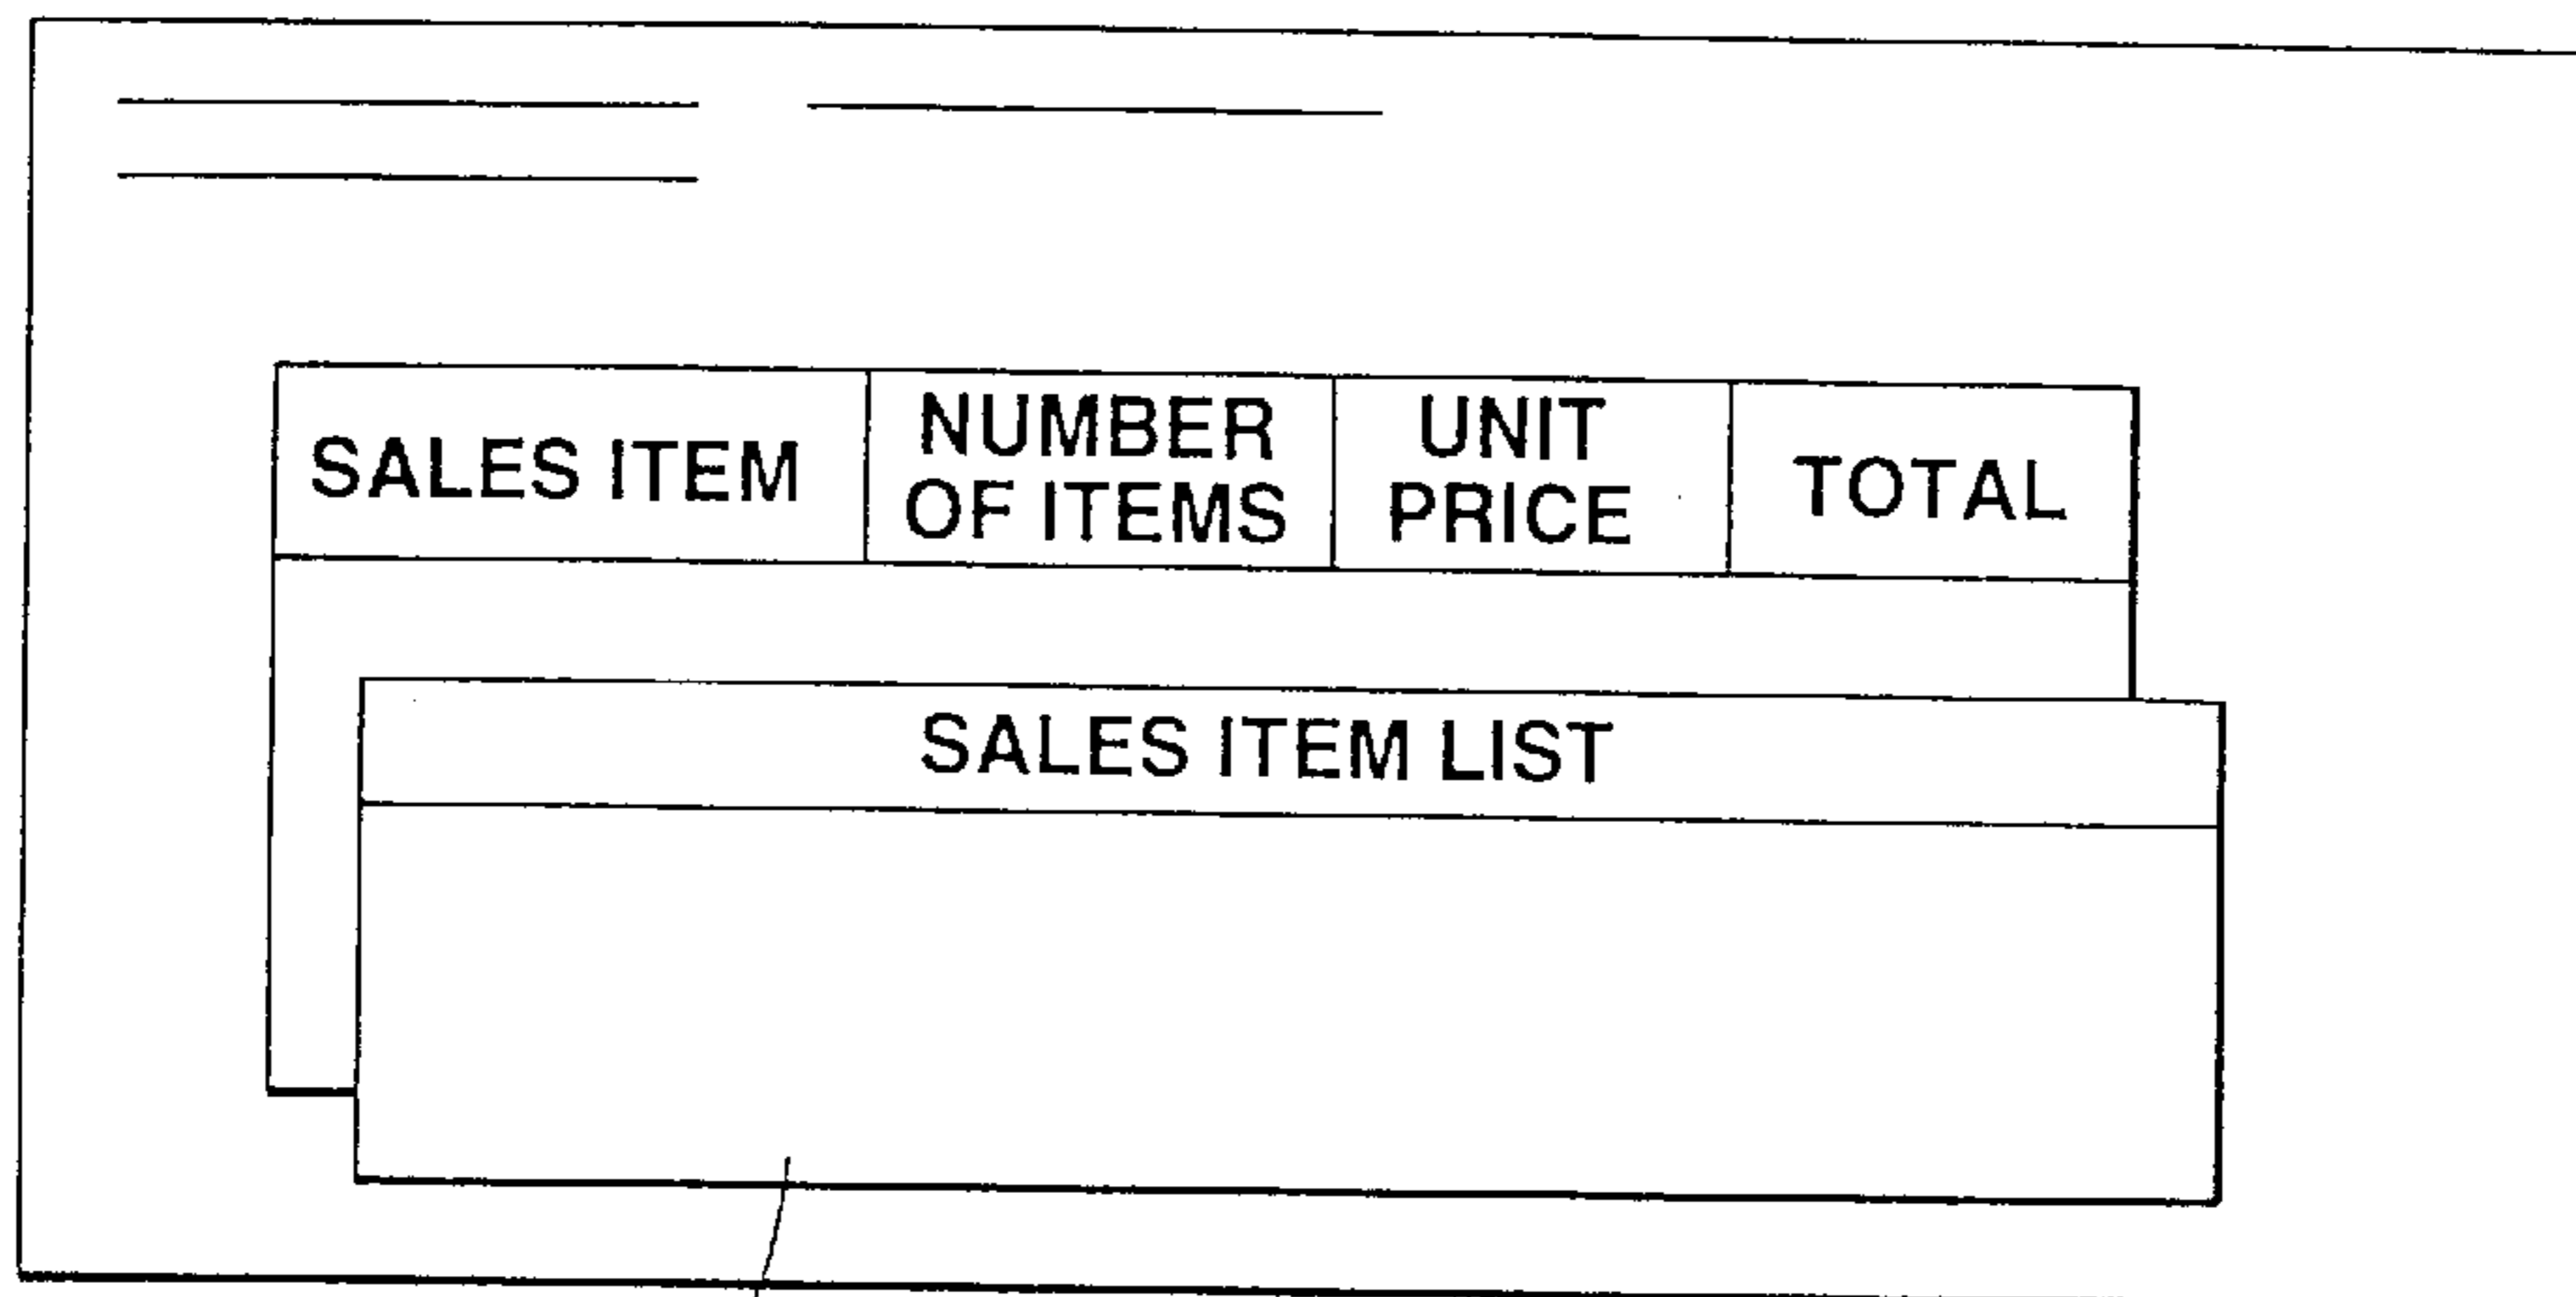 SALES ITEM
NUMBER
OF ITEMS
UNIT
PRICE
TOTAL
SALES ITEM LIST